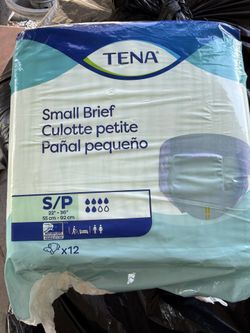 TENA®
Small Brief
Culotte petite
Pañal pequeño
S/P
22" - 36"
55 cm - 92 cm
x12